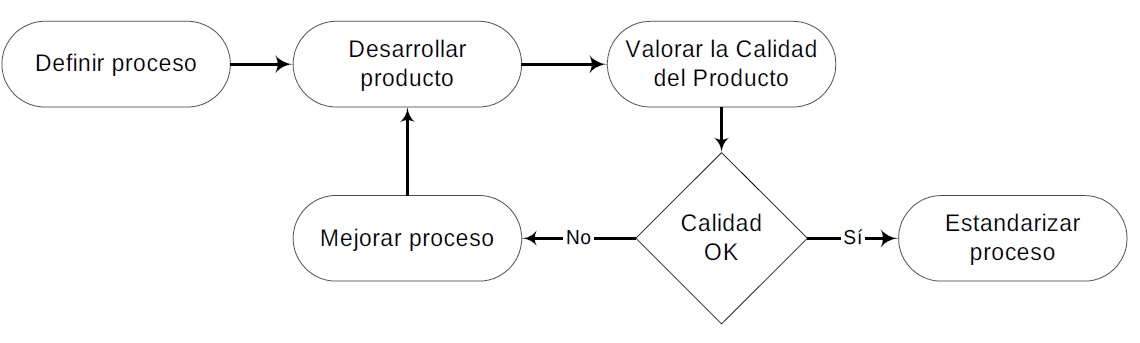 Definir proceso
Desarrollar
producto
Valorar la Calidad
del Producto
Calidad
OK
No
Mejorar proceso
Sí
Estandarizar
proceso